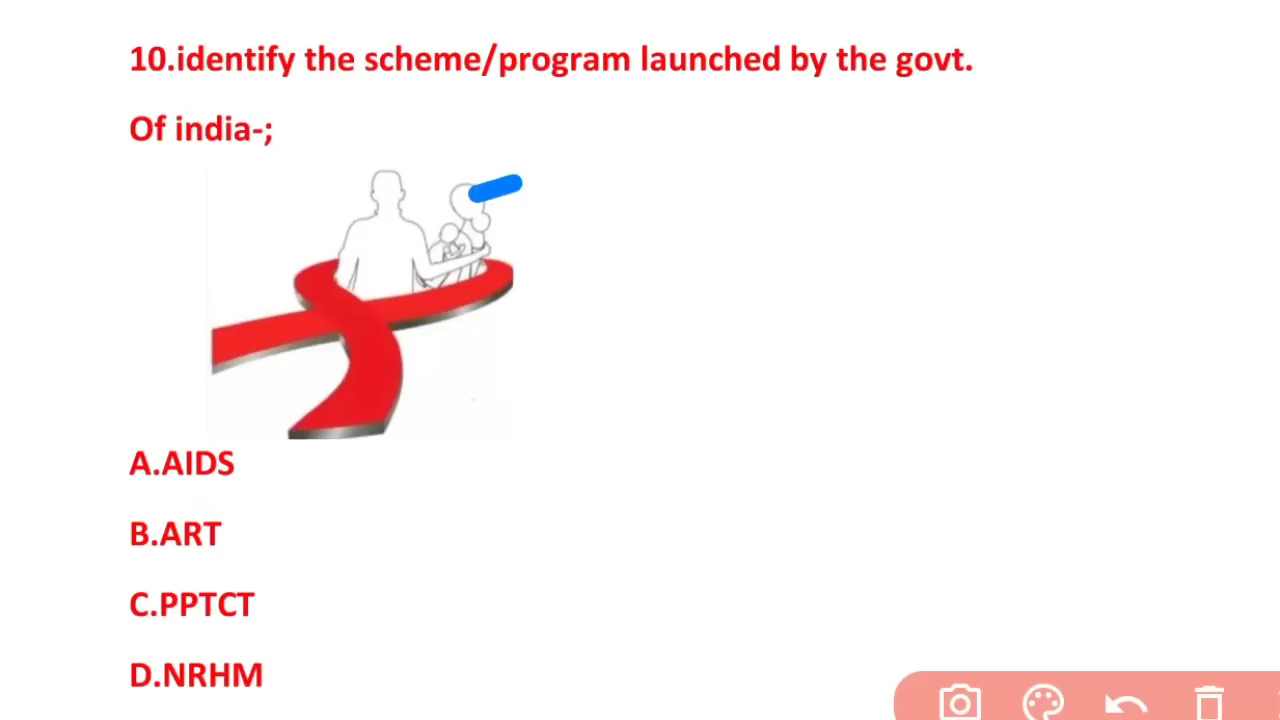 10.identify the scheme/program launched by the govt.
Of india-;
A.AIDS
B.ART
C.PPTCT
D.NRHM